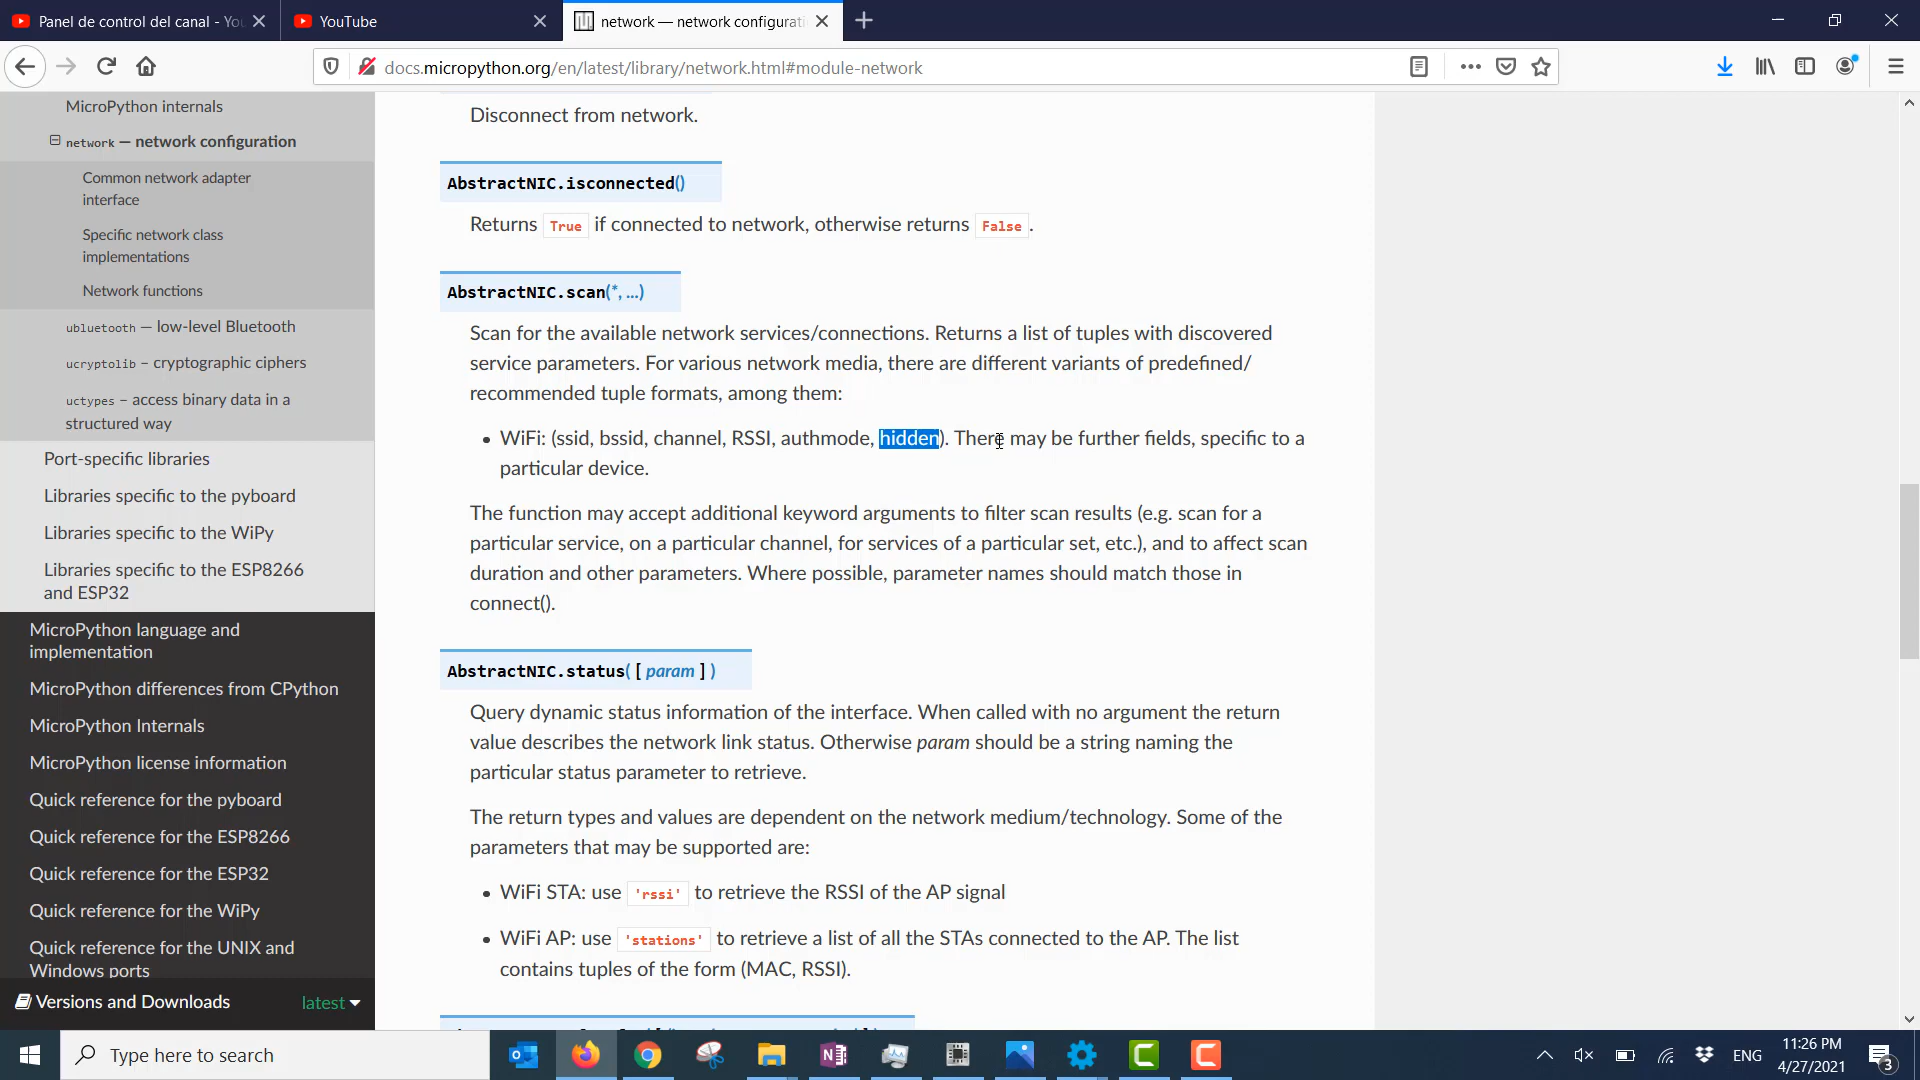 Panel de control del canal - You
YouTube
network — network configurati
docs.micropython.org/en/latest/library/network.html#module-network
MicroPython internals
network — network configuration
Common network adapter
interface
Specific network class
implementations
Network functions
ubluetooth — low-level Bluetooth
ucryptolib – cryptographic ciphers
uctypes – access binary data in a
structured way
Port-specific libraries
Libraries specific to the pyboard
Libraries specific to the WiPy
Libraries specific to the ESP8266
and ESP32
MicroPython language and
implementation
MicroPython differences from CPython
MicroPython Internals
MicroPython license information
Quick reference for the pyboard
Quick reference for the ESP8266
Quick reference for the ESP32
Quick reference for the WiPy
Quick reference for the UNIX and
Windows ports
Versions and Downloads latest
Disconnect from network.
AbstractNIC.isconnected()
Returns True if connected to network, otherwise returns False.
AbstractNIC.scan(*, ...)
Scan for the available network services/connections. Returns a list of tuples with discovered
service parameters. For various network media, there are different variants of predefined/
recommended tuple formats, among them:
• WiFi: (ssid, bssid, channel, RSSI, authmode, hidden). There may be further fields, specific to a
particular device.
The function may accept additional keyword arguments to filter scan results (e.g. scan for a
particular service, on a particular channel, for services of a particular set, etc.), and to affect scan
duration and other parameters. Where possible, parameter names should match those in
connect().
AbstractNIC.status([param])
Query dynamic status information of the interface. When called with no argument the return
value describes the network link status. Otherwise param should be a string naming the
particular status parameter to retrieve.
The return types and values are dependent on the network medium/technology. Some of the
parameters that may be supported are:
• WiFi STA: use 'rssi' to retrieve the RSSI of the AP signal
• WiFi AP: use 'stations' to retrieve a list of all the STAs connected to the AP. The list
contains tuples of the form (MAC, RSSI).
Type here to search
ENG
11:26 PM
4/27/2021
3